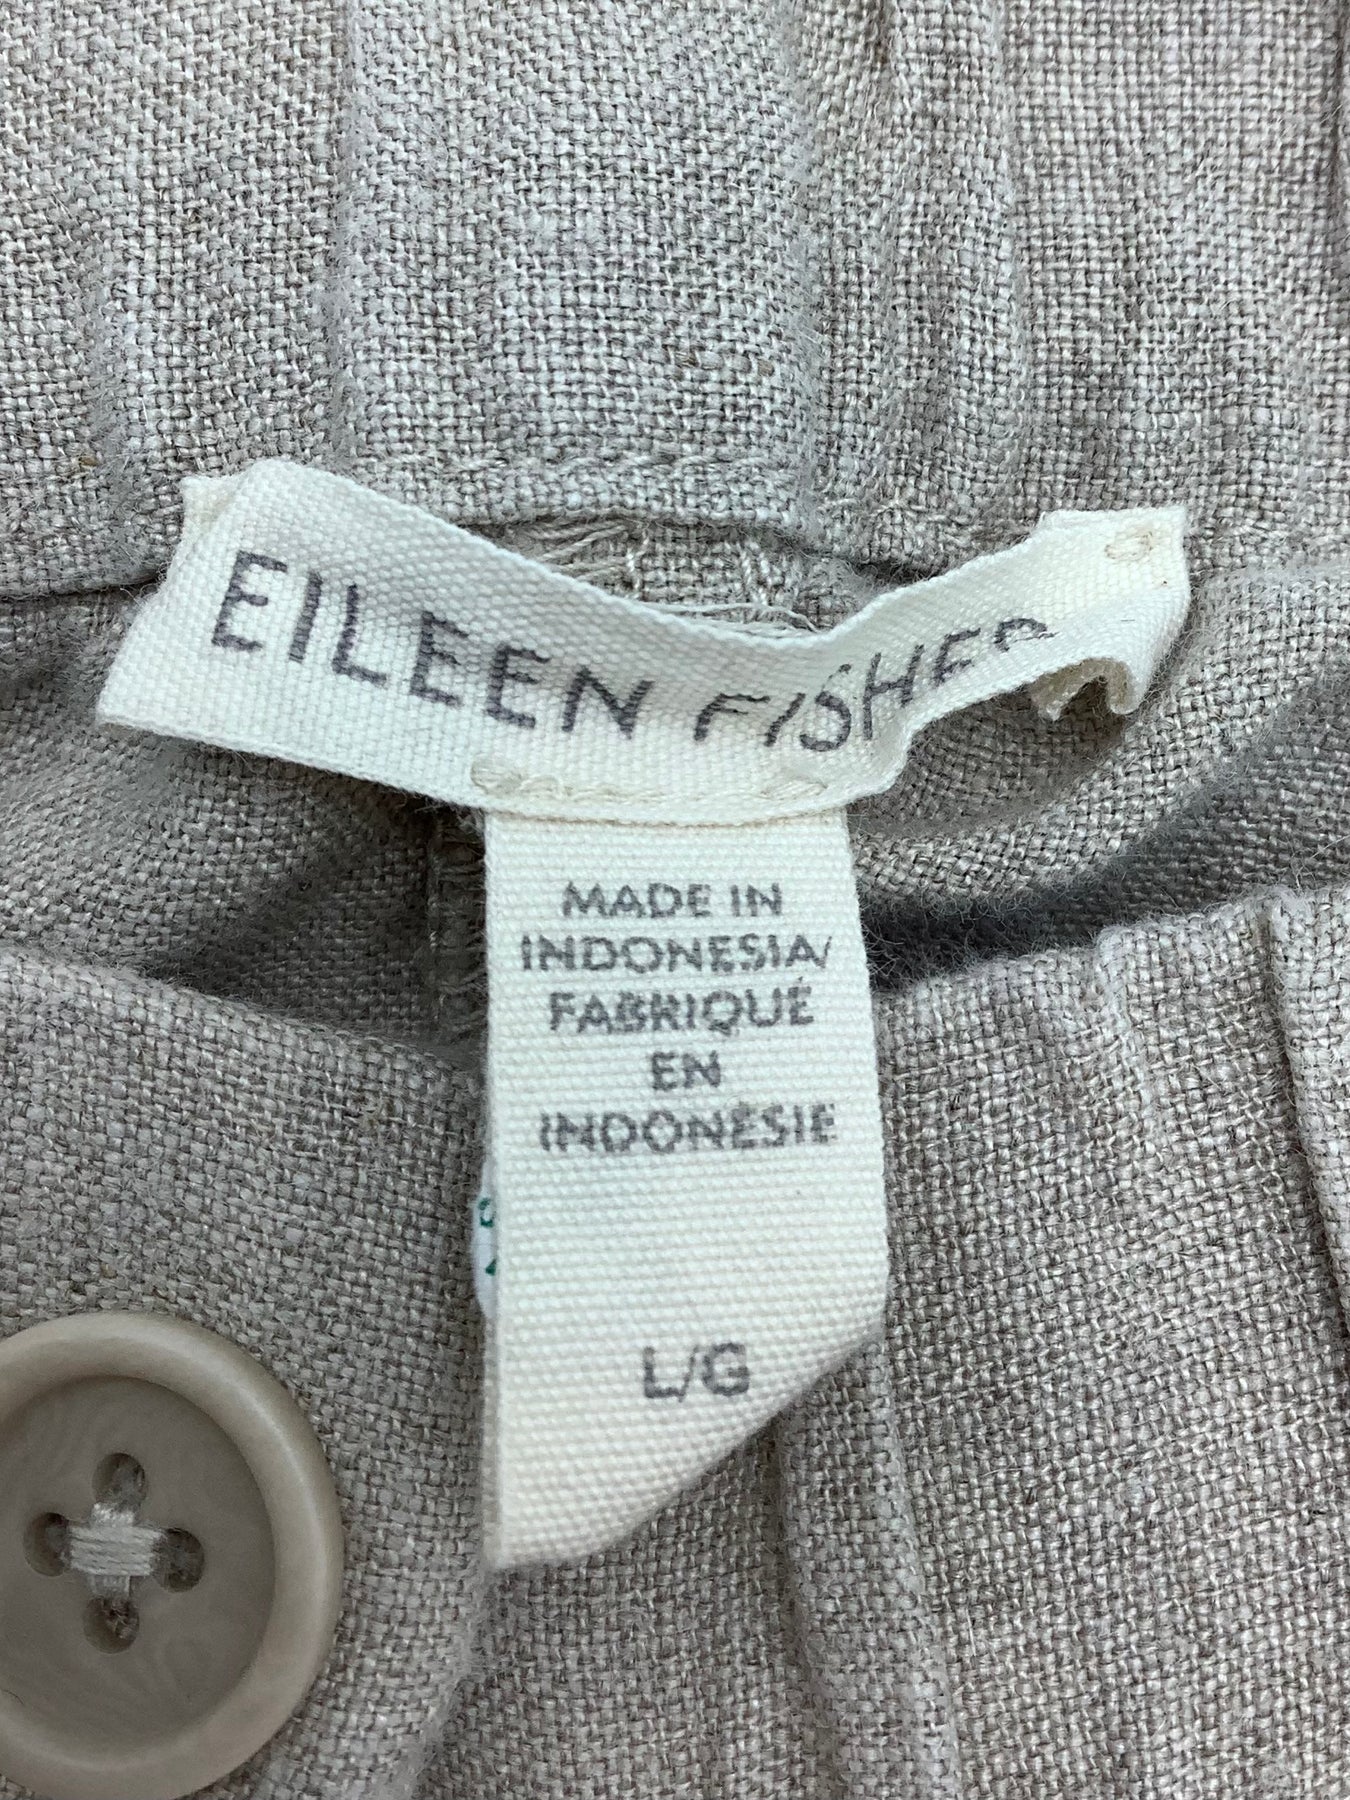 EILEEN FISHER
MADE IN
INDONESIA/
FABRIQUÉ
EN
INDONÉSIE
L/G